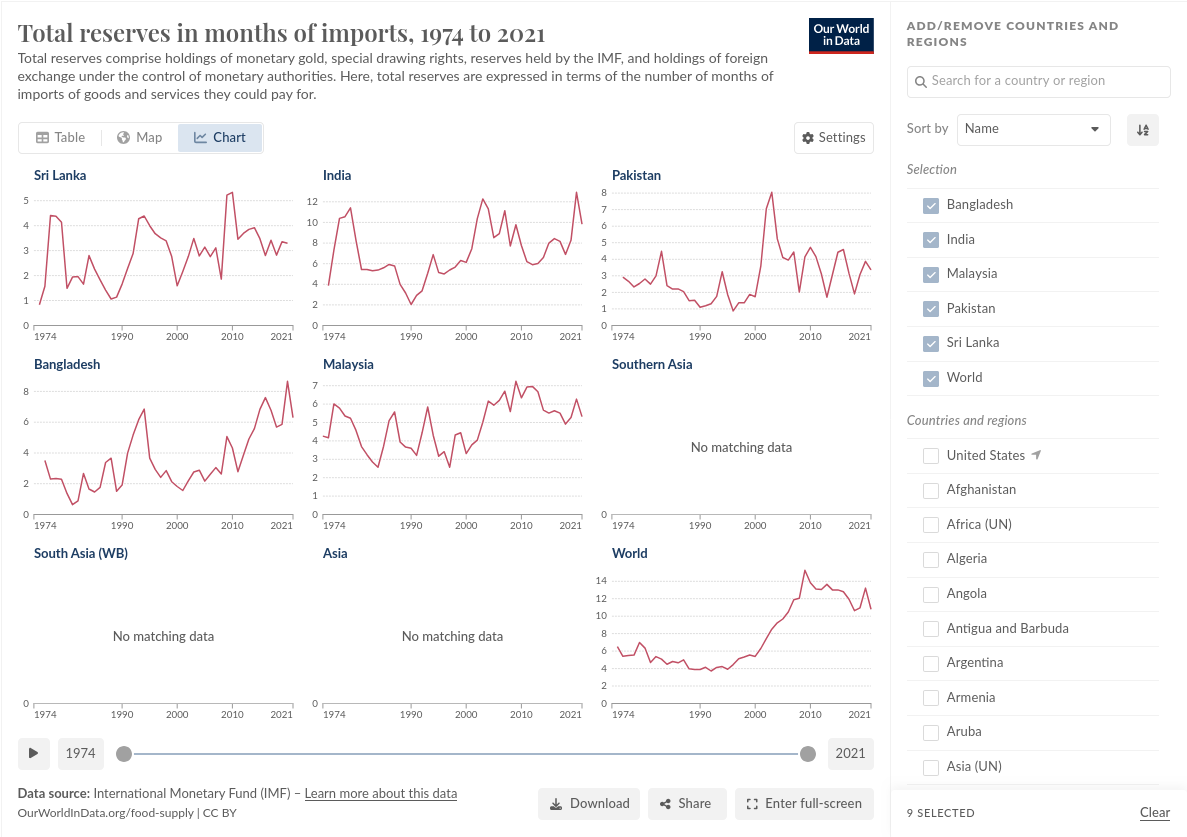 Total reserves in months of imports, 1974 to 2021
Total reserves comprise holdings of monetary gold, special drawing rights, reserves held by the IMF, and holdings of foreign
exchange under the control of monetary authorities. Here, total reserves are expressed in terms of the number of months of
imports of goods and services they could pay for.
Our World
in Data
Table
Map
Chart
Settings
Sri Lanka
5
4
3
2
1
0
1974 1990 2000 2010 2021
India
12
10
8
6
4
2
0
1974 1990 2000 2010 2021
Pakistan
8
7
6
5
4
3
2
1
0
1974 1990 2000 2010 2021
Bangladesh
8
6
4
2
0
1974 1990 2000 2010 2021
Malaysia
7
6
5
4
3
2
1
0
1974 1990 2000 2010 2021
Southern Asia
No matching data
0
1974 1990 2000 2010 2021
South Asia (WB)
No matching data
0
1974 1990 2000 2010 2021
Asia
No matching data
0
1974 1990 2000 2010 2021
World
14
12
10
8
6
4
2
0
1974 1990 2000 2010 2021
1974
2021
Data source: International Monetary Fund (IMF) – Learn more about this data
OurWorldInData.org/food-supply | CC BY
Download
Share
Enter full-screen
ADD/REMOVE COUNTRIES AND
REGIONS
Search for a country or region
Sort by
Name
Selection
Bangladesh
India
Malaysia
Pakistan
Sri Lanka
World
Countries and regions
United States
Afghanistan
Africa (UN)
Algeria
Angola
Antigua and Barbuda
Argentina
Armenia
Aruba
Asia (UN)
9 SELECTED
Clear